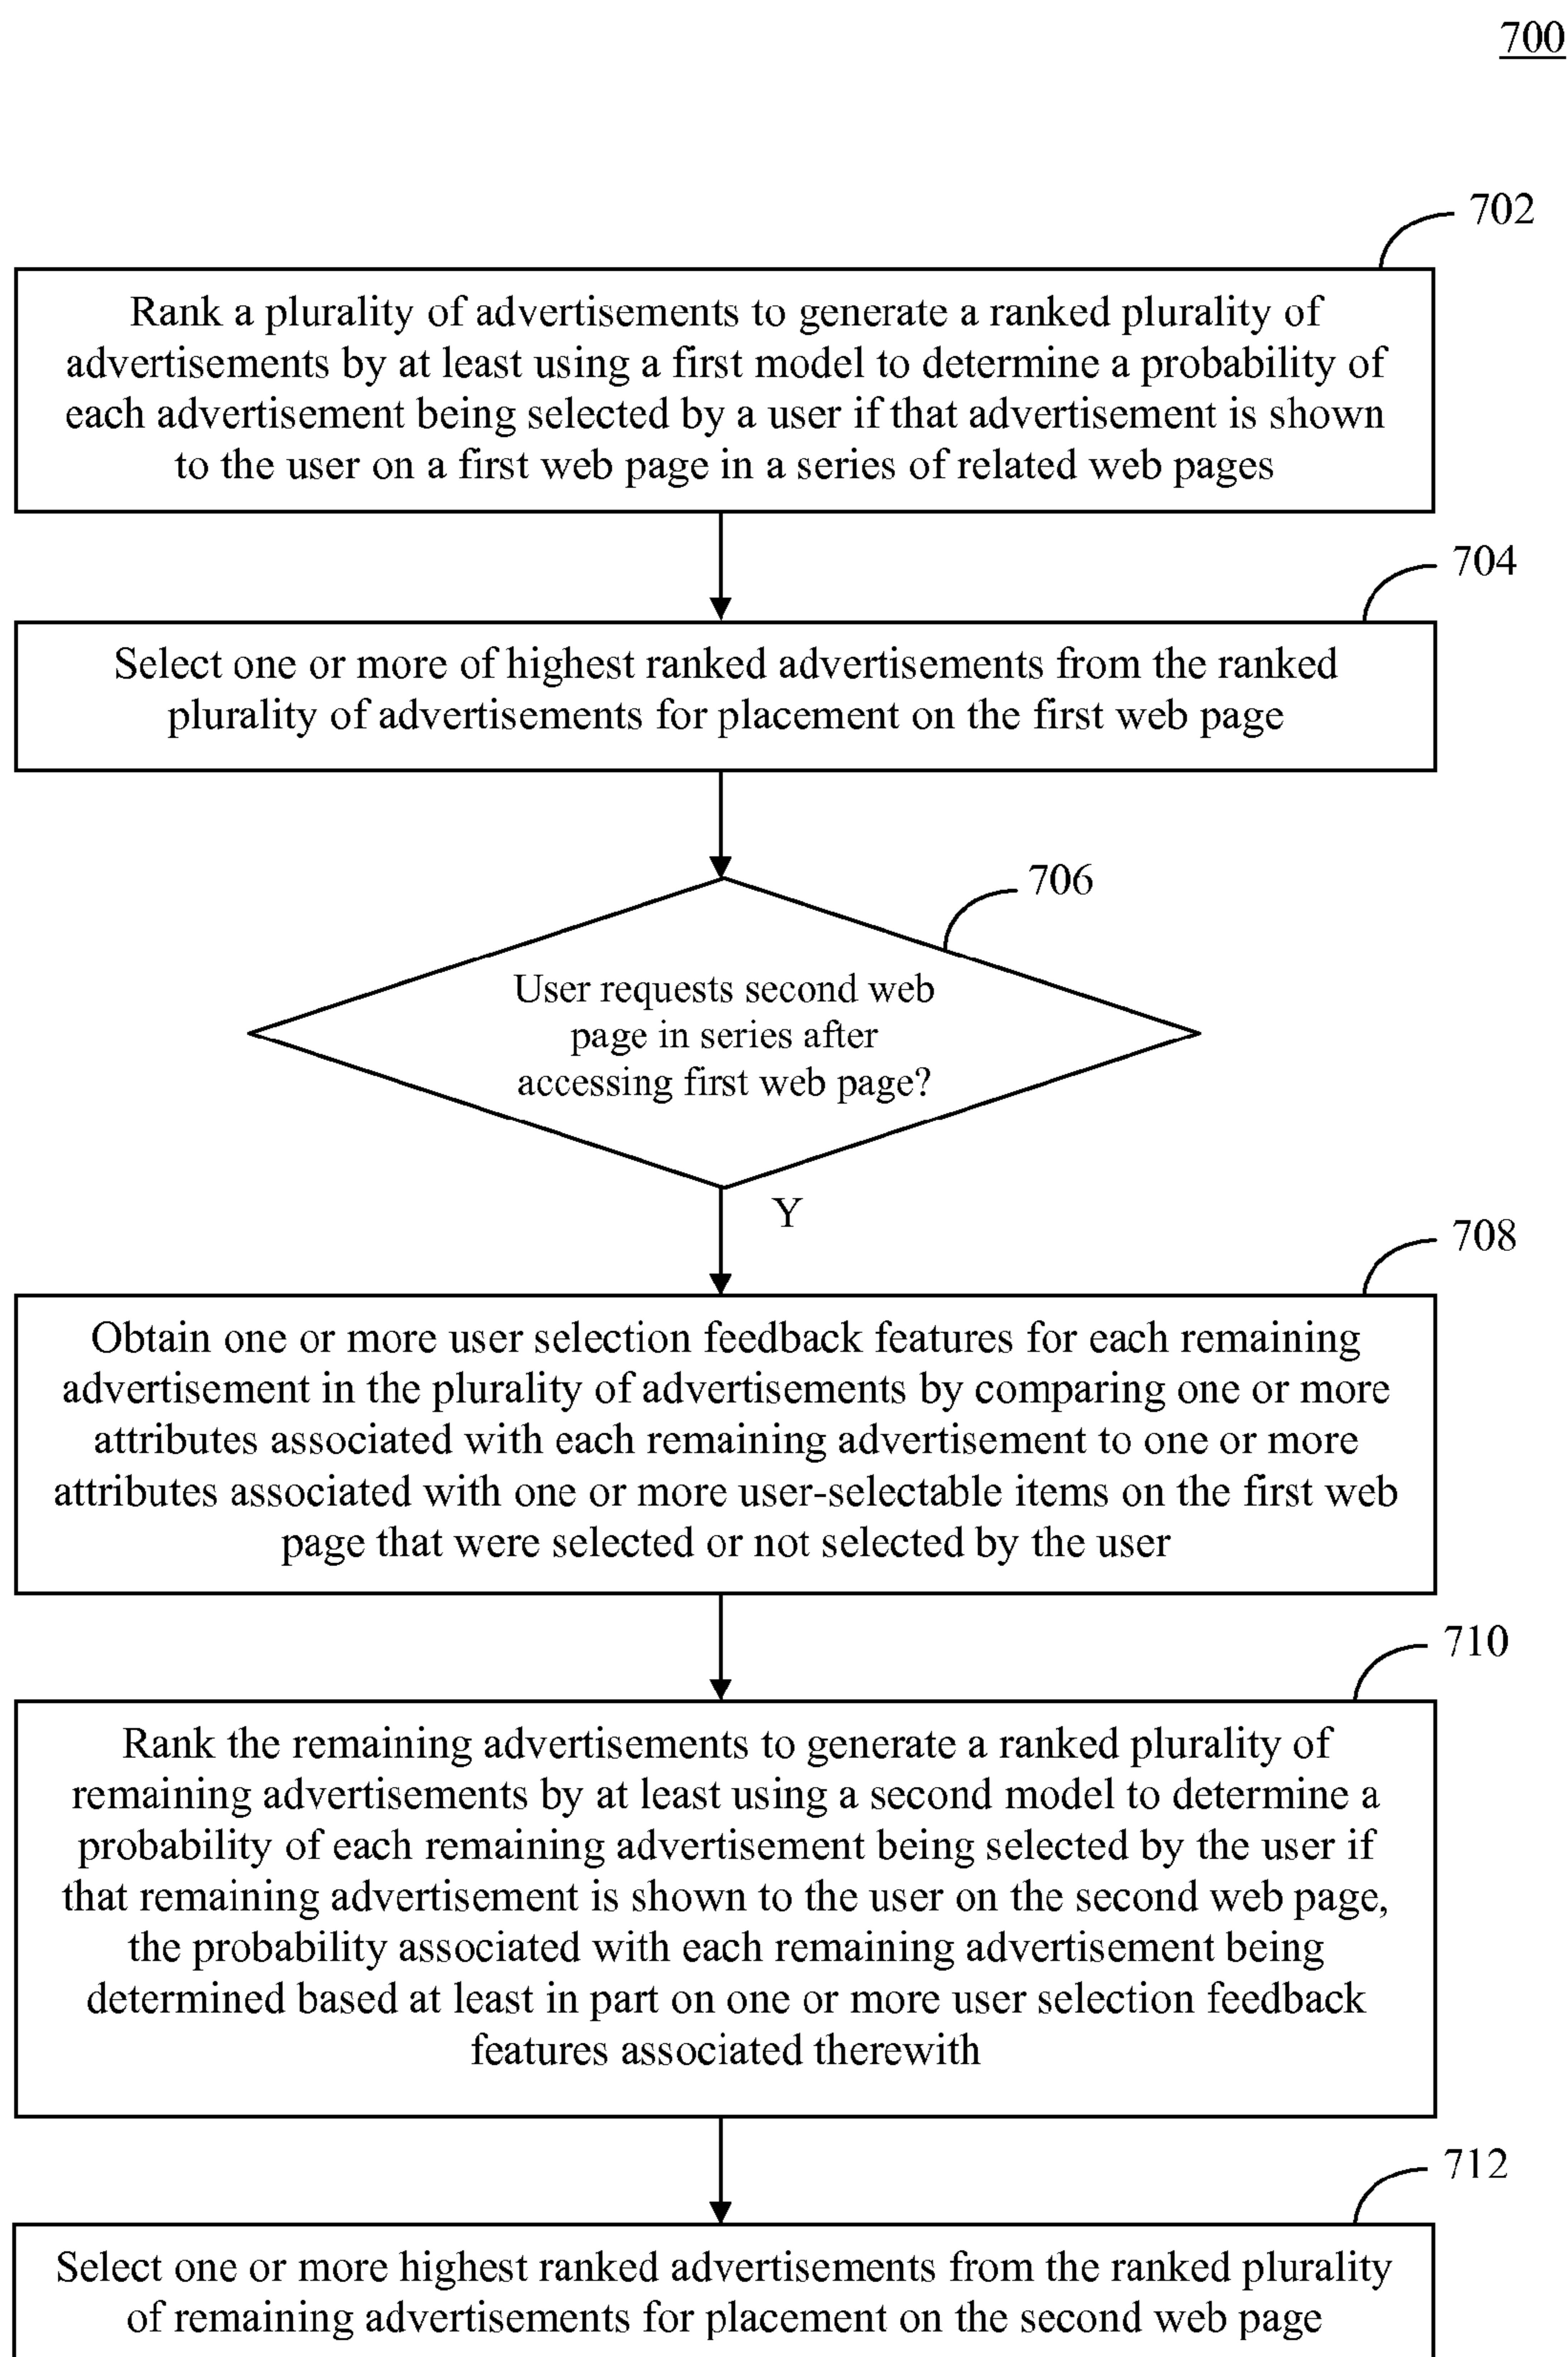 700
702
Rank a plurality of advertisements to generate a ranked plurality of
advertisements by at least using a first model to determine a probability of
each advertisement being selected by a user if that advertisement is shown
to the user on a first web page in a series of related web pages
704
Select one or more of highest ranked advertisements from the ranked
plurality of advertisements for placement on the first web page
706
User requests second web
page in series after
accessing first web page?
Y
708
Obtain one or more user selection feedback features for each remaining
advertisement in the plurality of advertisements by comparing one or more
attributes associated with each remaining advertisement to one or more
attributes associated with one or more user-selectable items on the first web
page that were selected or not selected by the user
710
Rank the remaining advertisements to generate a ranked plurality of
remaining advertisements by at least using a second model to determine a
probability of each remaining advertisement being selected by the user if
that remaining advertisement is shown to the user on the second web page,
the probability associated with each remaining advertisement being
determined based at least in part on one or more user selection feedback
features associated therewith
712
Select one or more highest ranked advertisements from the ranked plurality
of remaining advertisements for placement on the second web page